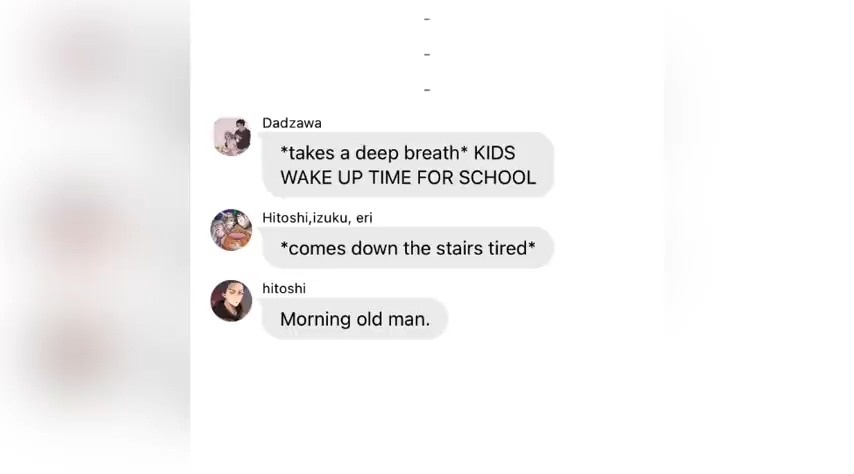 -
-
-
Dadzawa
*takes a deep breath* KIDS
WAKE UP TIME FOR SCHOOL
Hitoshi,izuku, eri
*comes down the stairs tired*
hitoshi
Morning old man.